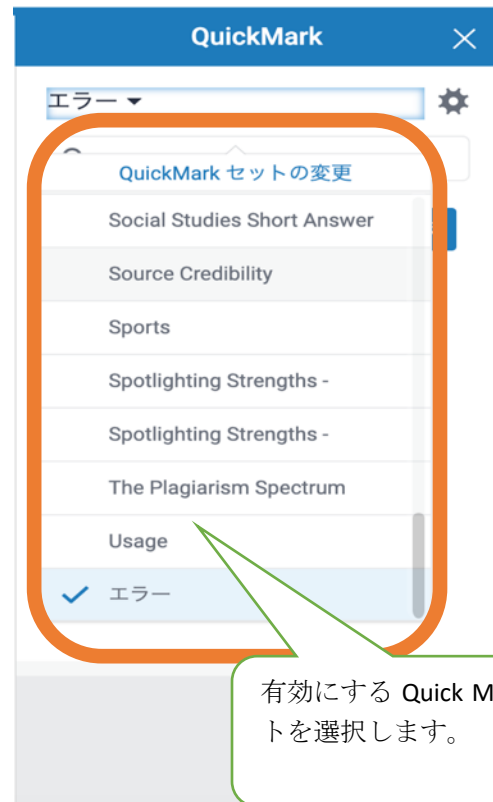 QuickMark
エラー
QuickMark セットの変更
Social Studies Short Answer
Source Credibility
Sports
Spotlighting Strengths -
Spotlighting Strengths -
The Plagiarism Spectrum
Usage
エラー
有効にする Quick M
トを選択します。